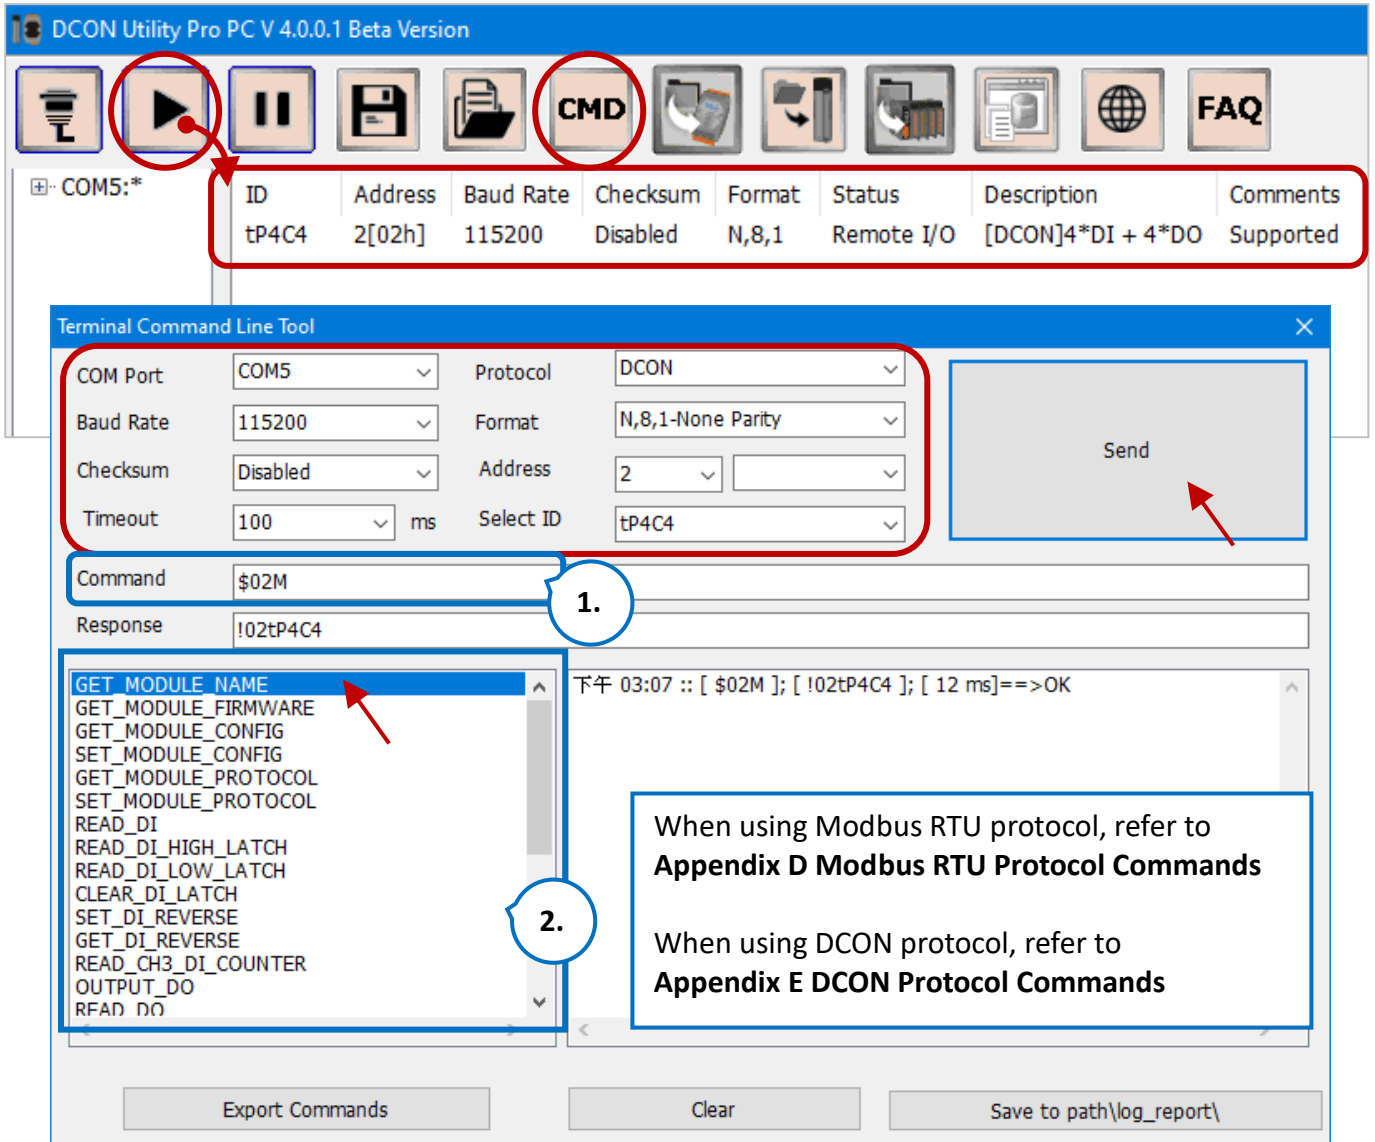 DCON Utility Pro PC V 4.0.0.1 Beta Version
CMD FAQ
COM5:*
ID Address Baud Rate Checksum Format Status Description Comments
tP4C4 2[02h] 115200 Disabled N,8,1 Remote I/O [DCON]4*DI + 4*DO Supported
Terminal Command Line Tool
COM Port COM5 Protocol DCON
Baud Rate 115200 Format N,8,1-None Parity
Send
Checksum Disabled Address 2
Timeout 100 ms Select ID tP4C4
Command $02M
1.
Response !02tP4C4
GET_MODULE_NAME
GET_MODULE_FIRMWARE
GET_MODULE_CONFIG
SET_MODULE_CONFIG
GET_MODULE_PROTOCOL
SET_MODULE_PROTOCOL
READ_DI
READ_DI_HIGH_LATCH
READ_DI_LOW_LATCH
CLEAR_DI_LATCH
SET_DI_REVERSE
GET_DI_REVERSE
READ_CH3_DI_COUNTER
OUTPUT_DO
READ_DO
2.
下午 03:07 :: [ $02M ]; [ !02tP4C4 ]; [ 12 ms]==>OK
When using Modbus RTU protocol, refer to
Appendix D Modbus RTU Protocol Commands
When using DCON protocol, refer to
Appendix E DCON Protocol Commands
Export Commands Clear Save to path\log_report\